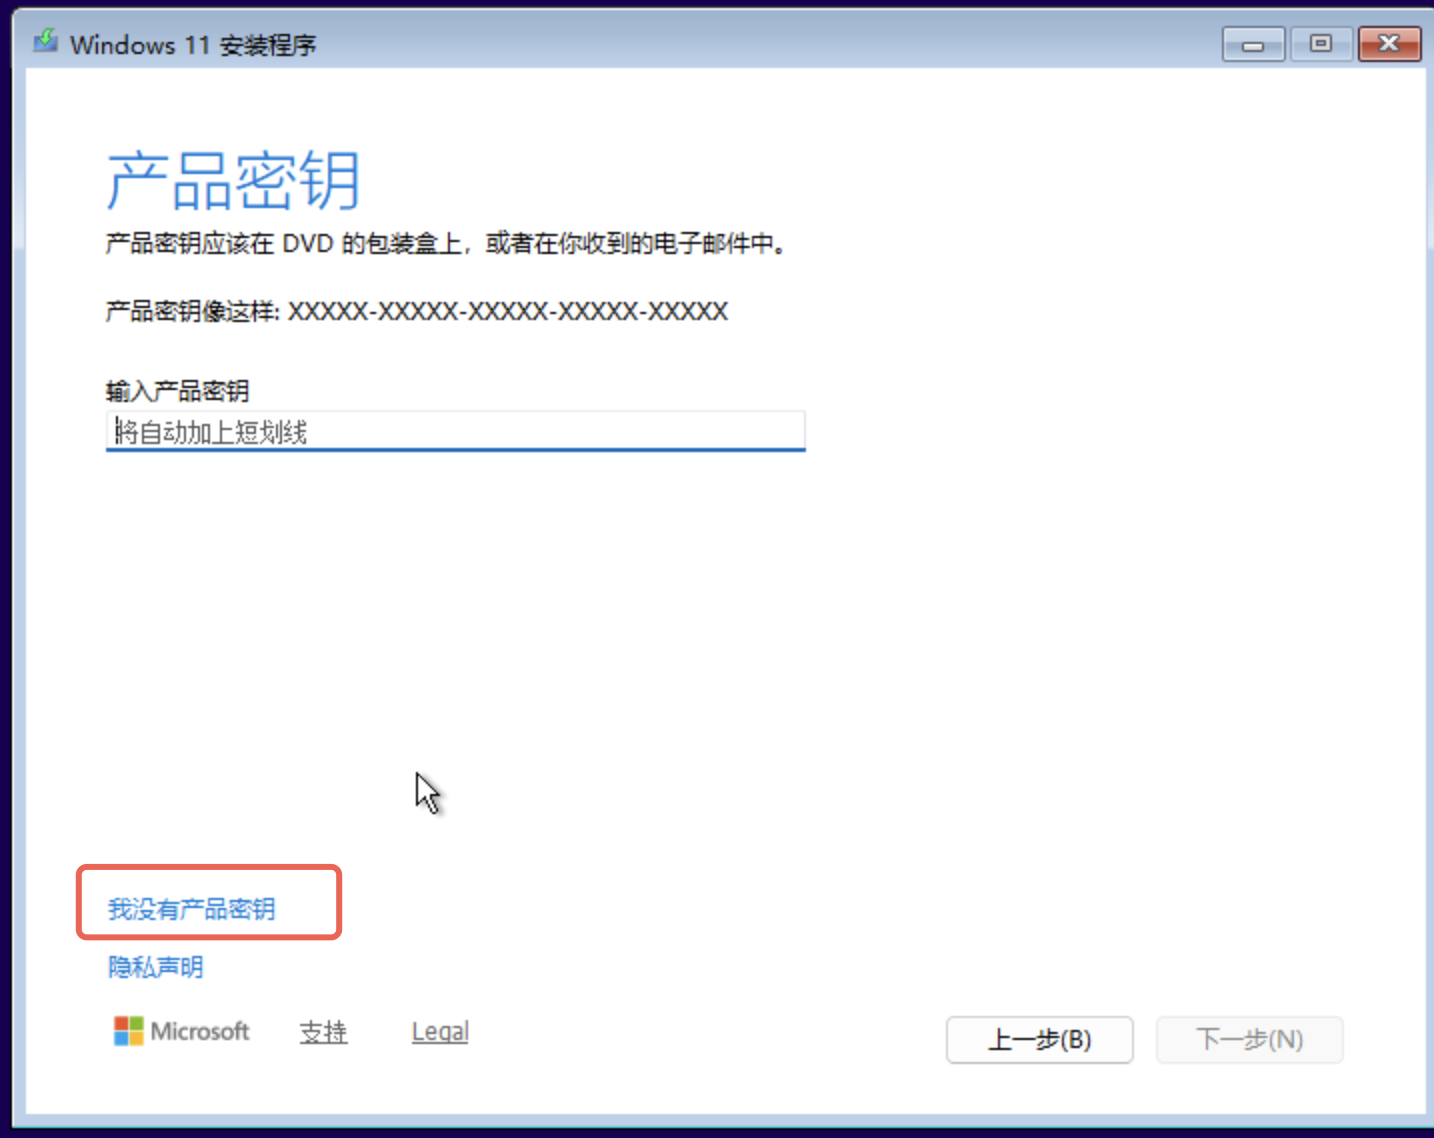 Windows 11 安装程序
产品密钥
产品密钥应该在 DVD 的包装盒上，或者在你收到的电子邮件中。
产品密钥像这样: XXXXX-XXXXX-XXXXX-XXXXX-XXXXX
输入产品密钥
将自动加上短划线
我没有产品密钥
隐私声明
Microsoft 支持 Legal
上一步(B) 下一步(N)